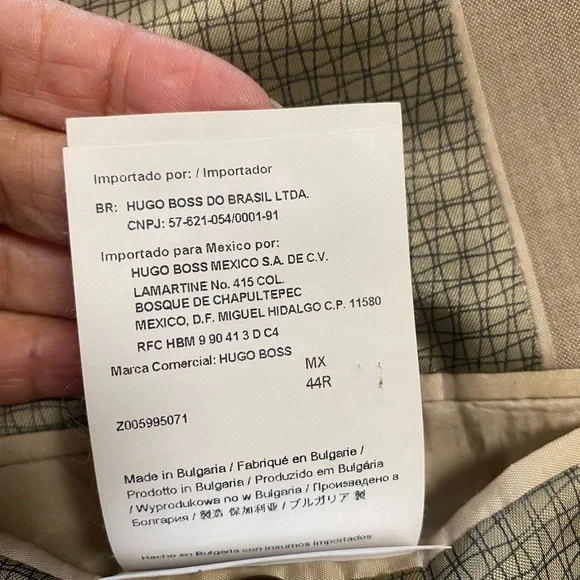 Importado por: / Importador
BR: HUGO BOSS DO BRASIL LTDA.
CNPJ: 57-621-054/0001-91
Importado para Mexico por:
HUGO BOSS MEXICO S.A. DE C.V.
LAMARTINE No. 415 COL.
BOSQUE DE CHAPULTEPEC
MEXICO, D.F. MIGUEL HIDALGO C.P. 11580
RFC HBM 9 90 41 3 D C4
Marca Comercial: HUGO BOSS
MX
44R
Z005995071
Made in Bulgaria / Fabriqué en Bulgarie /
Prodotto in Bulgaria / Produzido em Bulgária
/ Wyprodukowa no w Bulgaria / Произведено в
Болгария / 製造 保加利亚 / ブルガリア 製
Hecho en Bulgaria con insumos importados